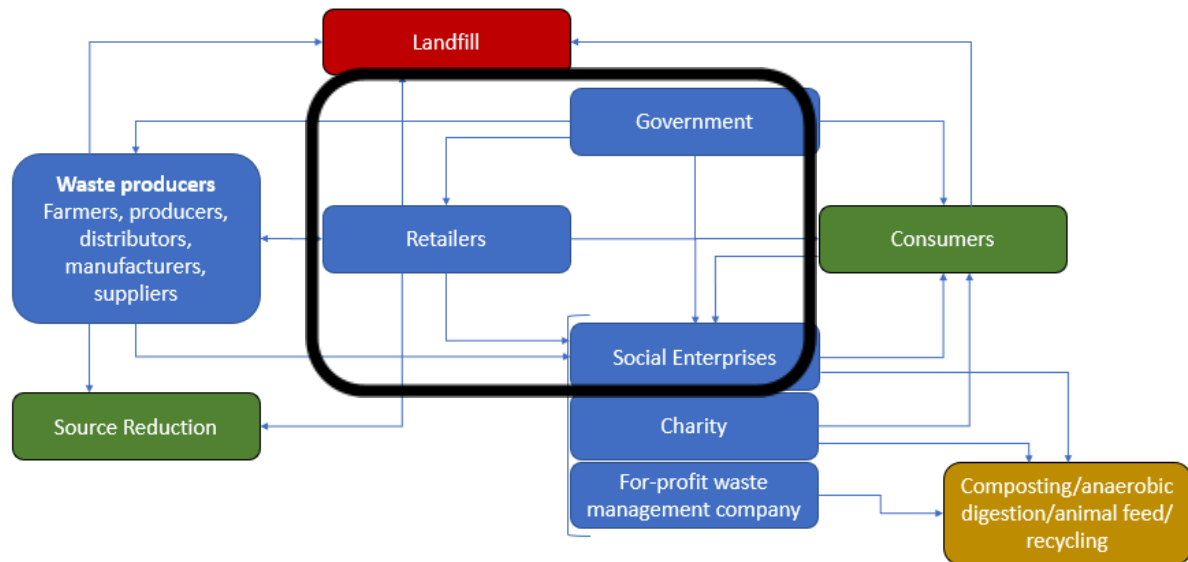 Landfill
Government
Waste producers
Farmers, producers,
distributors,
manufacturers,
suppliers
Retailers
Consumers
Social Enterprises
Source Reduction
Charity
For-profit waste
management company
Composting/anaerobic
digestion/animal feed/
recycling